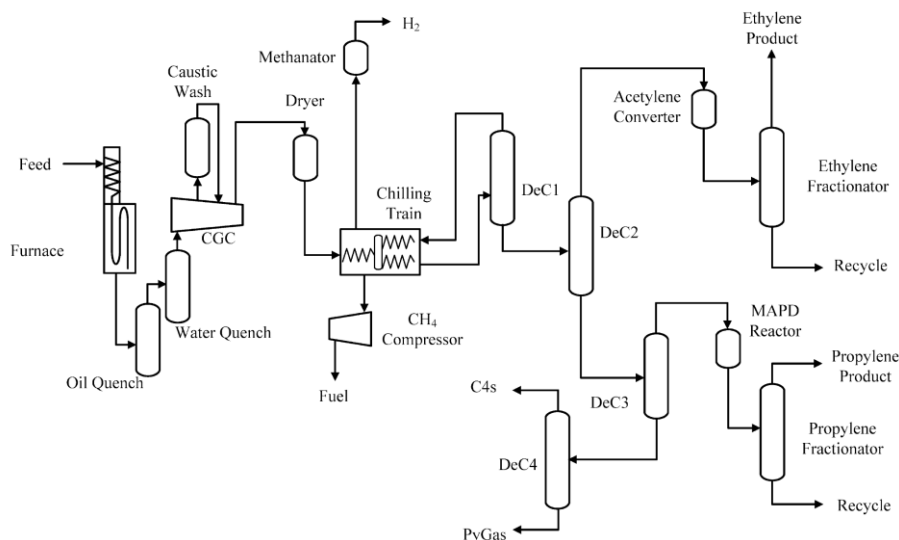 H2
Methanator
Caustic
Wash
Dryer
Feed
Furnace
CGC
Water Quench
Oil Quench
Chilling
Train
CH4
Compressor
Fuel
DeC1
DeC2
Acetylene
Converter
Ethylene
Product
Ethylene
Fractionator
Recycle
MAPD
Reactor
DeC3
Propylene
Product
Propylene
Fractionator
Recycle
C4s
DeC4
PyGas